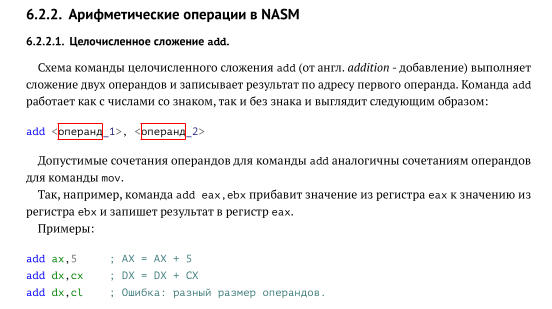 6.2.2. Арифметические операции в NASM
6.2.2.1. Целочисленное сложение add.
Схема команды целочисленного сложения add (от англ. addition - добавление) выполняет
сложение двух операндов и записывает результат по адресу первого операнда. Команда add
работает как с числами со знаком, так и без знака и выглядит следующим образом:
add <операнд_1>, <операнд_2>
Допустимые сочетания операндов для команды add аналогичны сочетаниям операндов
для команды mov.
Так, например, команда add eax,ebx прибавит значение из регистра eax к значению из
регистра ebx и запишет результат в регистр eax.
Примеры:
add ax,5 ; AX = AX + 5
add dx,cx ; DX = DX + CX
add dx,cl ; Ошибка: разный размер операндов.